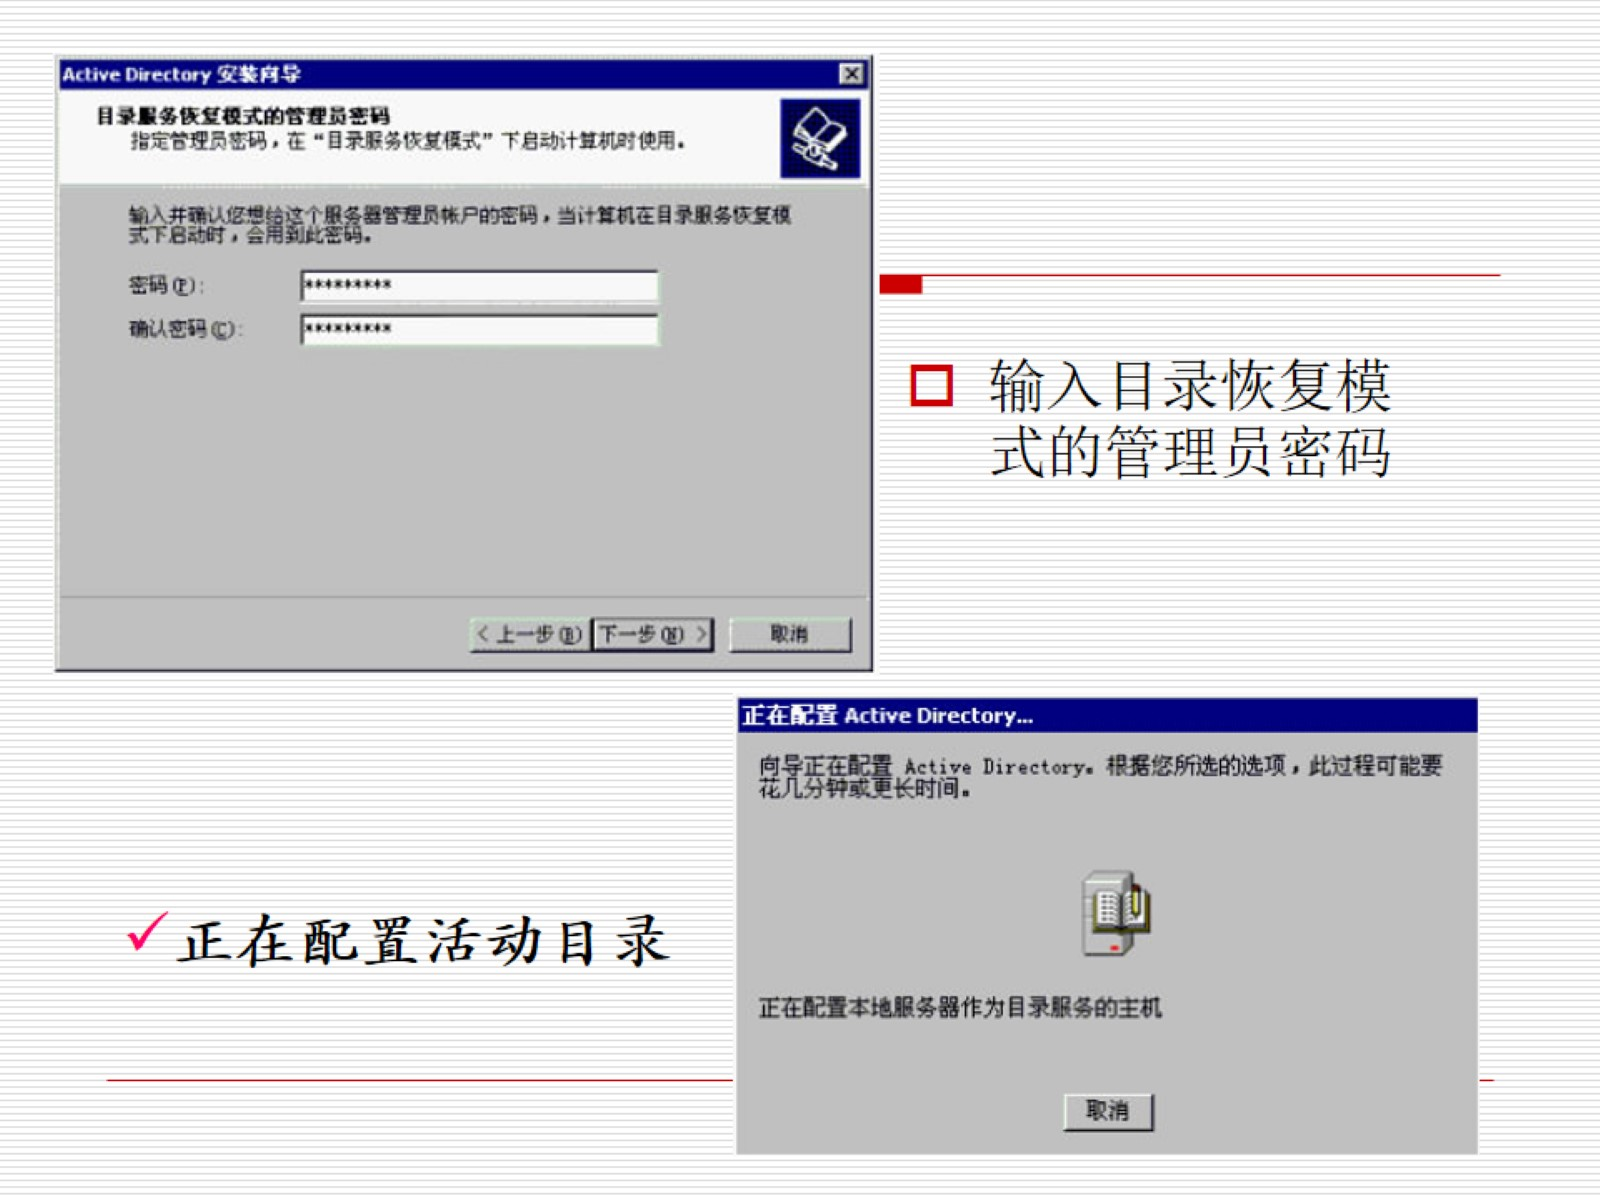 Active Directory 安装向导
目录服务恢复模式的管理员密码
指定管理员密码，在“目录服务恢复模式”下启动计算机时使用。
输入并确认您想给这个服务器管理员帐户的密码，当计算机在目录服务恢复模
式下启动时，会用到此密码。
密码(P)：
*********
确认密码(C)：
*********
< 上一步(B)
下一步(N) >
取消
输入目录恢复模
式的管理员密码
正在配置活动目录
正在配置 Active Directory...
向导正在配置 Active Directory。根据您所选的选项，此过程可能要
花几分钟或更长时间。
正在配置本地服务器作为目录服务的主机
取消